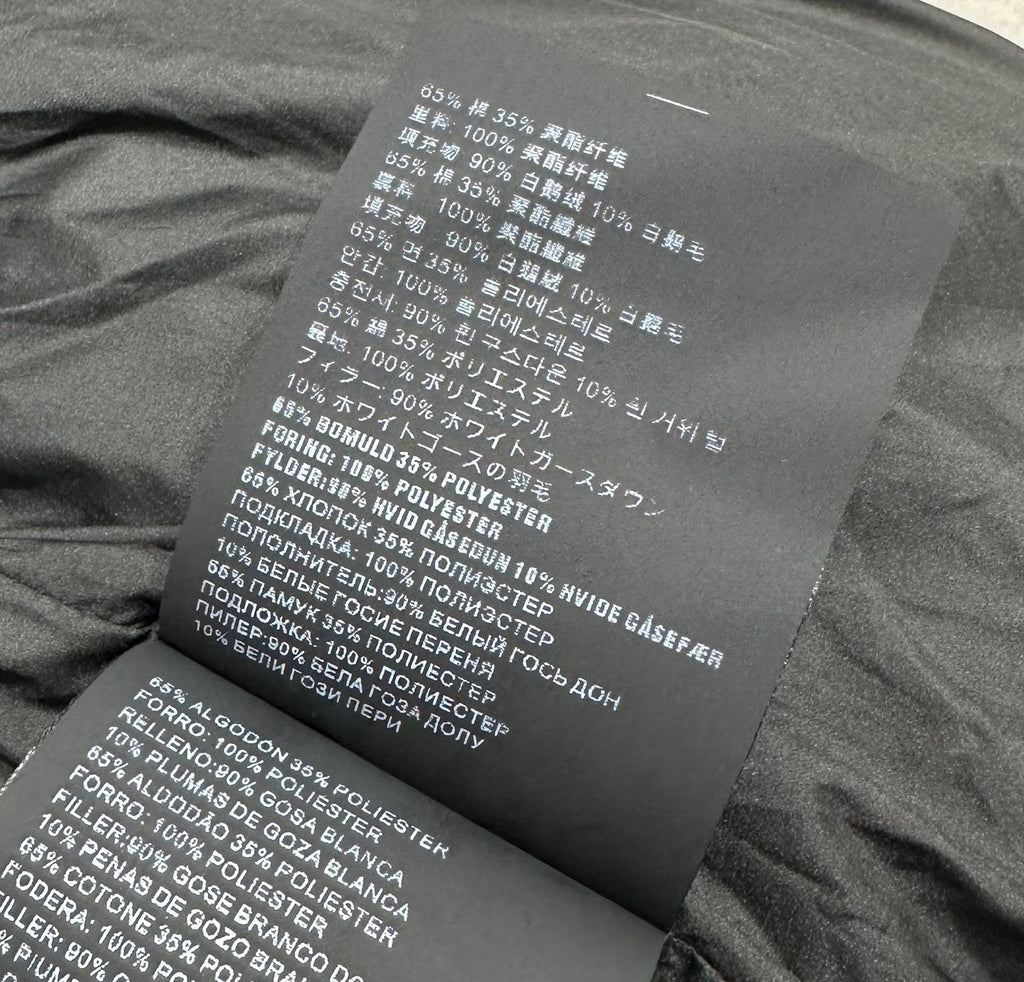 65% 棉 35% 聚酯纤维
里料: 100% 聚酯纤维
填充物 90% 白鹅绒 10% 白鹅毛
65% 棉 35% 聚酯纖維
裏料 100% 聚酯纖維
填充物 90% 白鵝絨 10% 白鵝毛
65% 면 35% 폴리에스테르
안감: 100% 폴리에스테르
충전재: 90% 흰 구스다운 10% 흰 거위 털
65% 綿 35% ポリエステル
裏地: 100% ポリエステル
フィラー: 90% ホワイトガースダウン
10% ホワイトゴースの羽毛
65% BOMULD 35% POLYESTER
FORING: 100% POLYESTER
FYLDER:90% HVID GÅSEDUN 10% HVIDE GÅSEFÆR
65% ХЛОПОК 35% ПОЛИЭСТЕР
ПОДКЛАДКА: 100% ПОЛИЭСТЕР
ПОПОЛНИТЕЛЬ:90% БЕЛЫЙ ГОСЬ ДОН
10% БЕЛЫЕ ГОСИЕ ПЕРЕНЯ
65% ПАМУК 35% ПОЛИЕСТЕР
ПОДЛОЖКА: 100% ПОЛИЕСТЕР
ПИЛЕР:90% БЕЛА ГОЗА ДОЛУ
10% БЕЛИ ГОЗИ ПЕРИ
65% ALGODÓN 35% POLIESTER
FORRO: 100% POLIESTER
RELLENO:90% GOSA BLANCA
10% PLUMAS DE GOZA BLANCA
65% ALDODÃO 35% POLIESTER
FORRO: 100% POLIESTER
FILLER:90% GOSE BRANCO
10% PENAS DE GOZO BRAN
65% COTONE 35% POL
FODERA: 100% PO
ILLER: 90% G
% PIUM